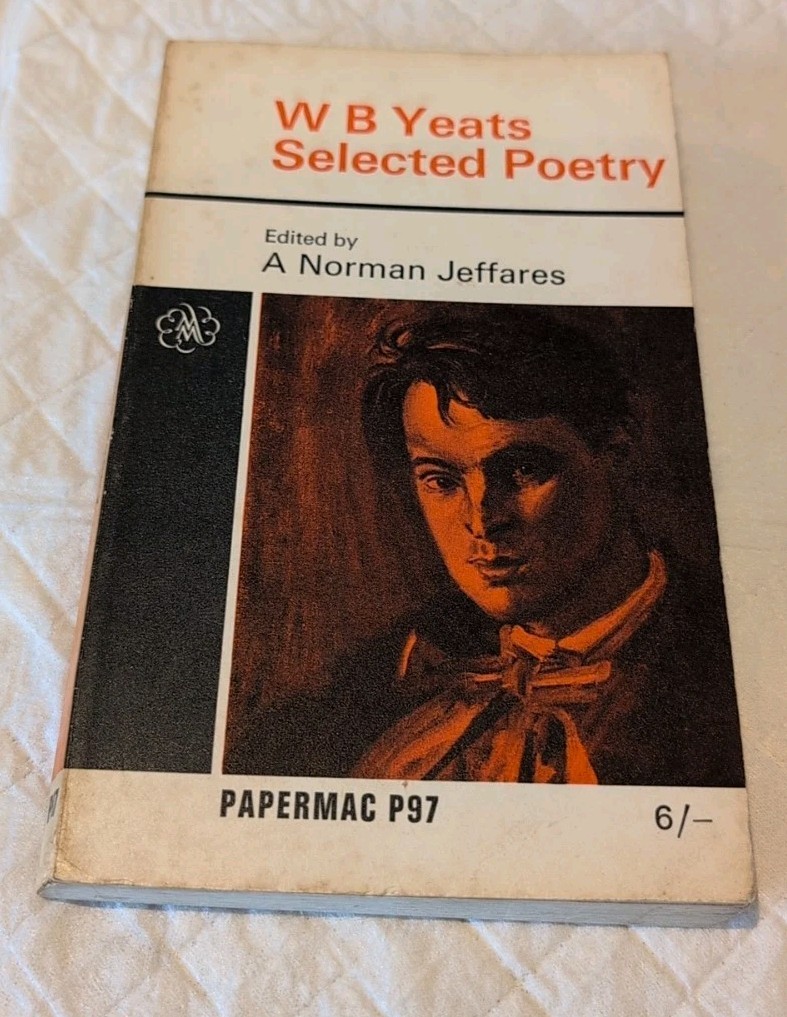 W B Yeats
Selected Poetry
Edited by
A Norman Jeffares
M
PAPERMAC P97
6/–